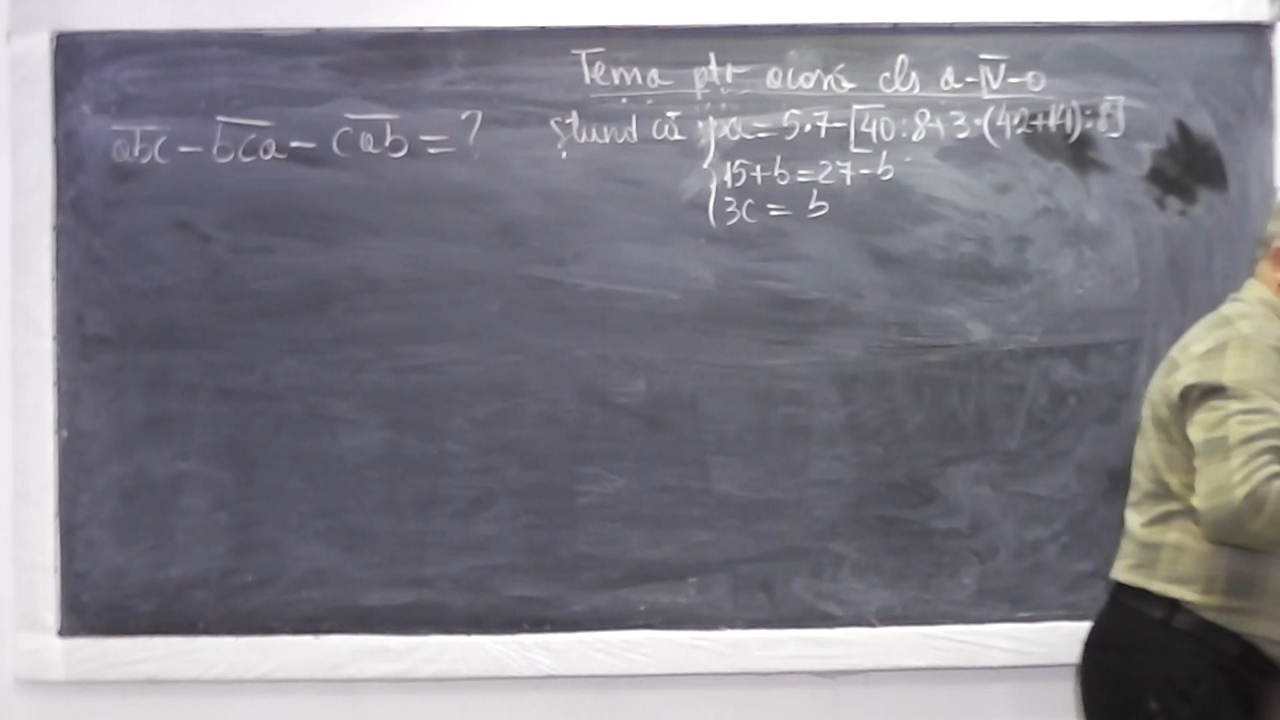 Tema ptr acasă cls a-IV-a
abc - bca - cab = ? știind că: a = 5·7-[40:8+3·(42+14):8]
15+b=27-b
3c = b